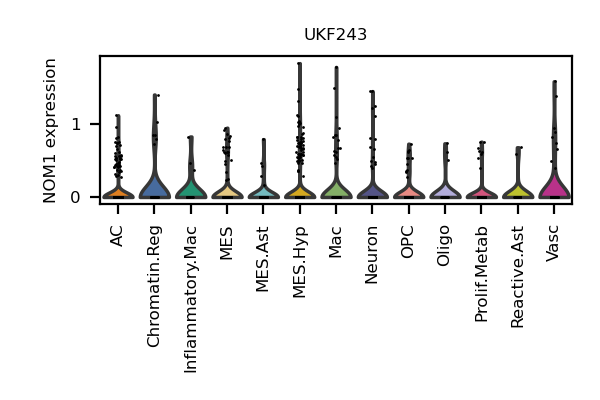 UKF243
NOM1 expression
1
0
AC
Chromatin.Reg
Inflammatory.Mac
MES
MES.Ast
MES.Hyp
Mac
Neuron
OPC
Oligo
Prolif.Metab
Reactive.Ast
Vasc